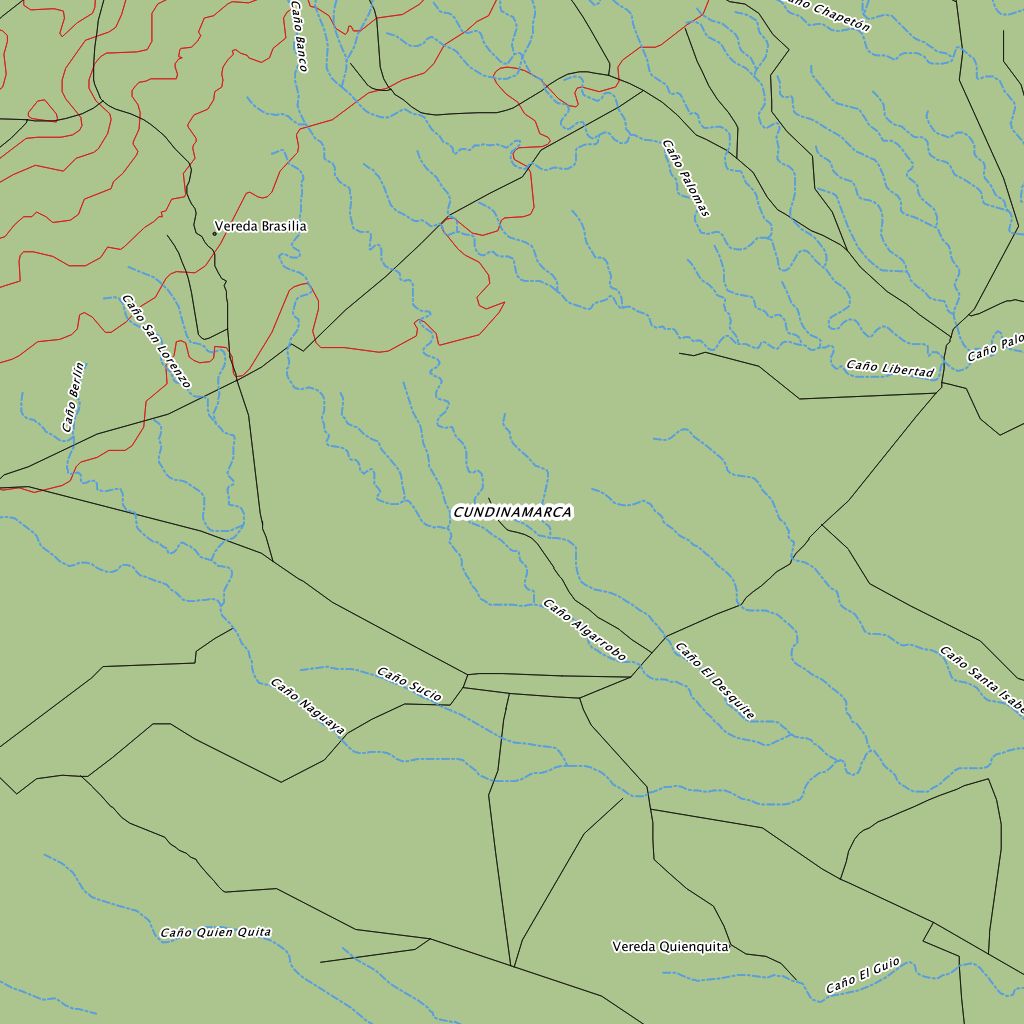 Caño Chapetón
Caño Banco
Caño Palomas
Vereda Brasilia
Caño San Lorenzo
Caño Libertad
Caño Berlín
CUNDINAMARCA
Caño Algarrobo
Caño El Desquite
Caño Sucio
Caño Naguaya
Caño Quien Quita
Vereda Quienquita
Caño El Guio
Caño Santa Isabe
Caño Palo